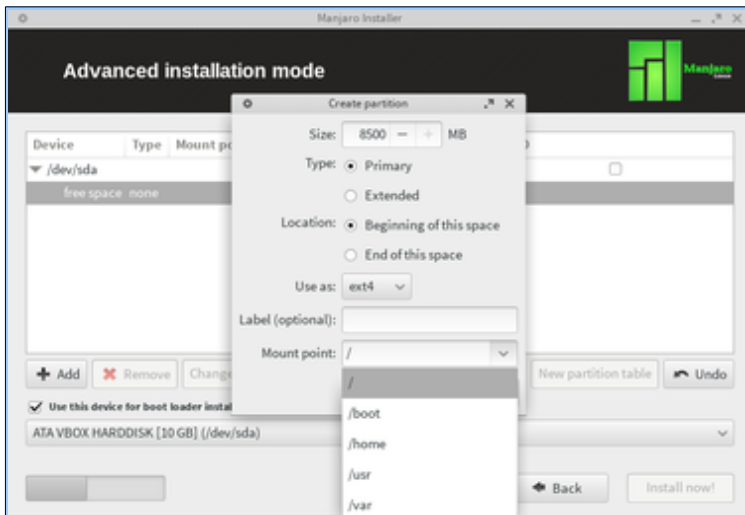 Manjaro Installer
Advanced installation mode
Manjaro
Create partition
Size: 8500 MB
Device Type Mount po
Type: Primary
/dev/sda
Extended
free space none
Location: Beginning of this space
End of this space
Use as: ext4
Label (optional):
Mount point: /
Add Remove Change New partition table Undo
/
Use this device for boot loader instal
/boot
ATA VBOX HARDDISK [10 GB] (/dev/sda)
/home
/usr
Back Install now!
/var